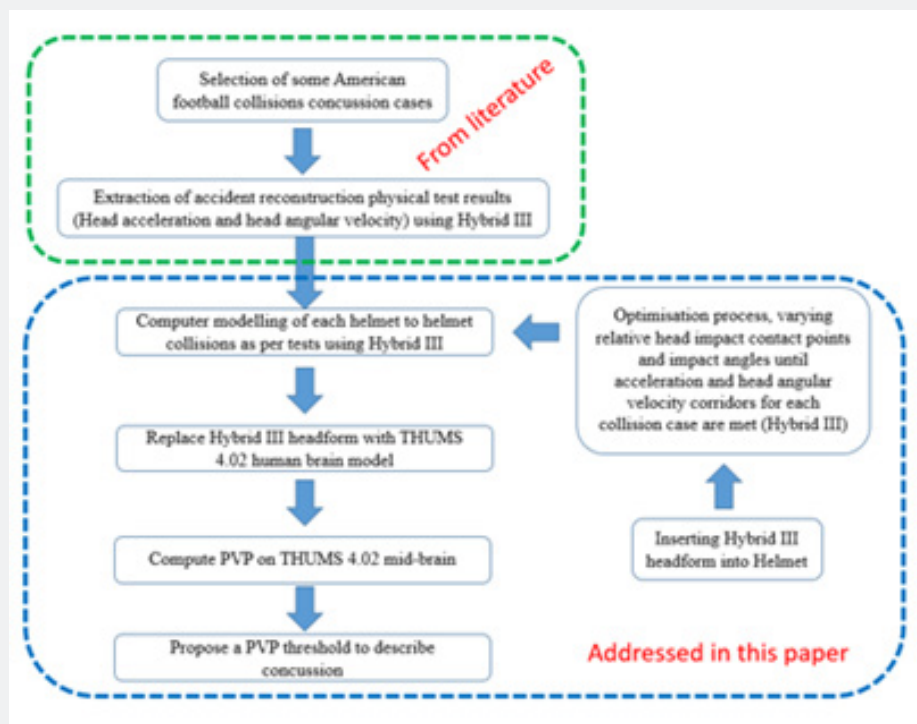 Selection of some American
football collisions concussion cases
From literature
Extraction of accident reconstruction physical test results
(Head acceleration and head angular velocity) using Hybrid III
Computer modelling of each helmet to helmet
collisions as per tests using Hybrid III
Optimisation process, varying
relative head impact contact points
and impact angles until
acceleration and head angular
velocity corridors for each
collision case are met (Hybrid III)
Replace Hybrid III headform with THUMS
4.02 human brain model
Inserting Hybrid III
headform into Helmet
Compute PVP on THUMS 4.02 mid-brain
Propose a PVP threshold to describe
concussion
Addressed in this paper